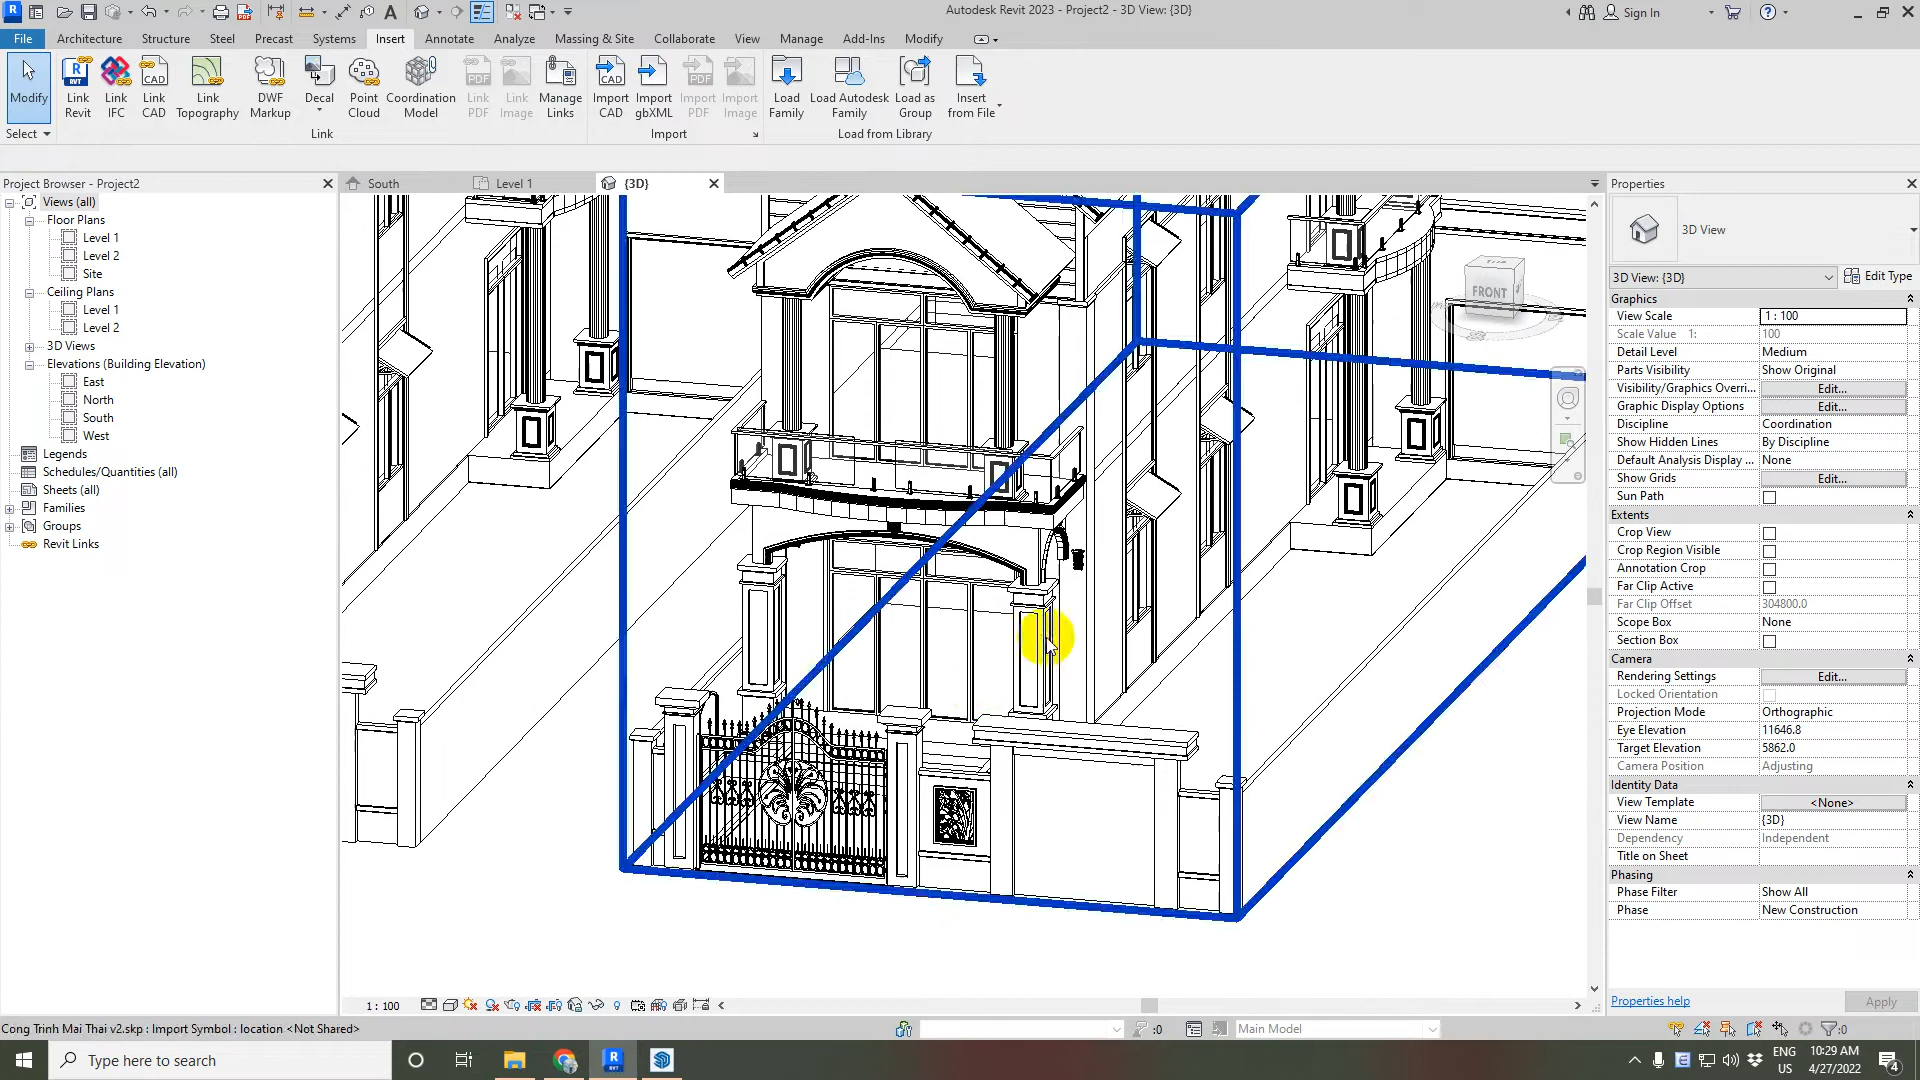 Autodesk Revit 2023 - Project2 - 3D View: {3D}
Sign In
File Architecture Structure Steel Precast Systems Insert Annotate Analyze Massing & Site Collaborate View Manage Add-Ins Modify
Modify
Link Revit
Link IFC
Link CAD
Link Topography
DWF Markup
Decal
Point Cloud
Coordination Model
Link PDF
Link Image
Manage Links
Import CAD
Import gbXML
Import PDF
Import Image
Load Family
Load Autodesk Family
Load as Group
Insert from File
Select
Link
Import
Load from Library
Project Browser - Project2
South
Level 1
{3D}
Properties
Views (all)
Floor Plans
Level 1
Level 2
Site
Ceiling Plans
Level 1
Level 2
3D Views
Elevations (Building Elevation)
East
North
South
West
Legends
Schedules/Quantities (all)
Sheets (all)
Families
Groups
Revit Links
FRONT
3D View
3D View: {3D}
Edit Type
Graphics
View Scale 1 : 100
Scale Value 1: 100
Detail Level Medium
Parts Visibility Show Original
Visibility/Graphics Overri... Edit...
Graphic Display Options Edit...
Discipline Coordination
Show Hidden Lines By Discipline
Default Analysis Display ... None
Show Grids Edit...
Sun Path
Extents
Crop View
Crop Region Visible
Annotation Crop
Far Clip Active
Far Clip Offset 304800.0
Scope Box None
Section Box
Camera
Rendering Settings Edit...
Locked Orientation
Projection Mode Orthographic
Eye Elevation 11646.8
Target Elevation 5862.0
Camera Position Adjusting
Identity Data
View Template <None>
View Name {3D}
Dependency Independent
Title on Sheet
Phasing
Phase Filter Show All
Phase New Construction
Properties help
Apply
1 : 100
Cong Trinh Mai Thai v2.skp : Import Symbol : location <Not Shared>
:0
Main Model
:0
Type here to search
ENG
US
10:29 AM
4/27/2022
4